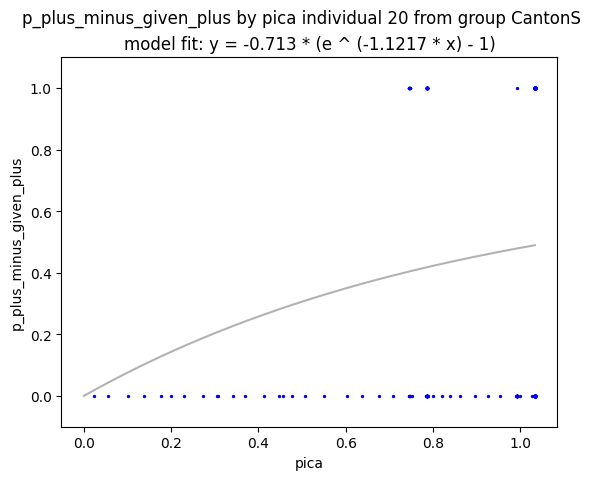 p_plus_minus_given_plus by pica individual 20 from group CantonS
model fit: y = -0.713 * (e ^ (-1.1217 * x) - 1)
1.0
0.8
0.6
0.4
0.2
0.0
p_plus_minus_given_plus
0.0 0.2 0.4 0.6 0.8 1.0
pica